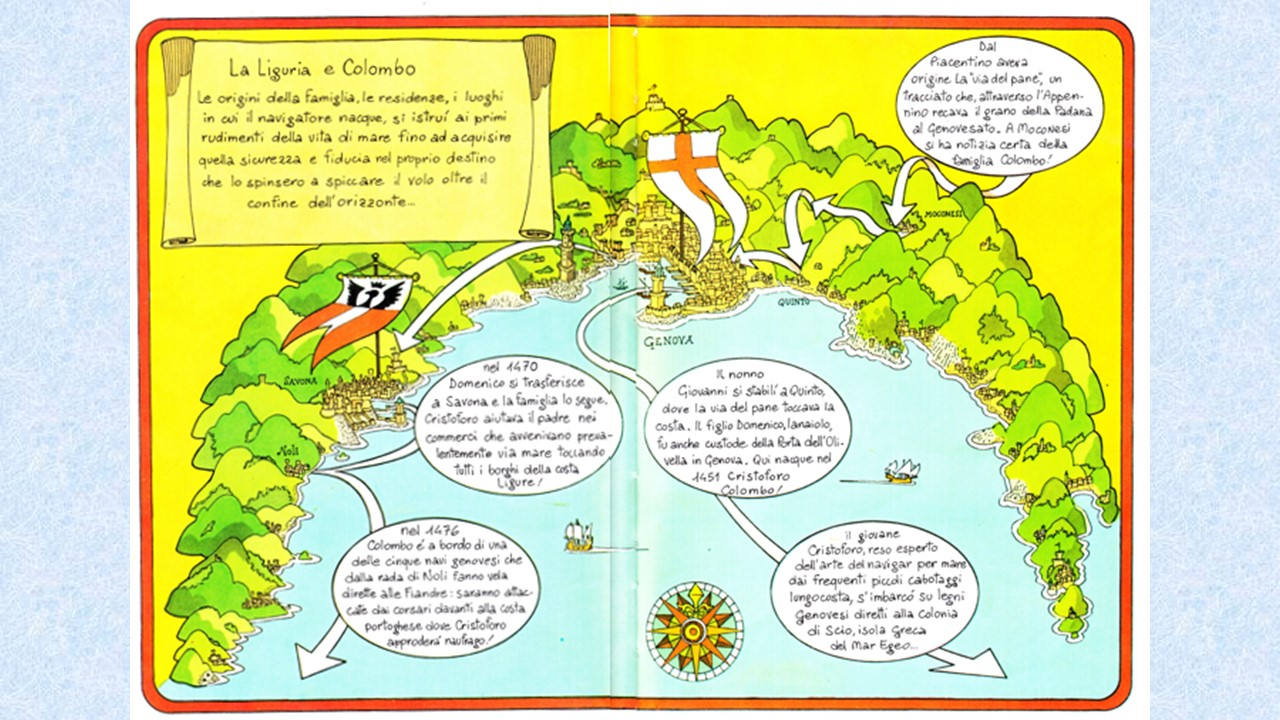 La Liguria e Colombo
Le origini della famiglia, le residenze, i luoghi
in cui il navigatore nacque, si istruí ai primi
rudimenti della vita di mare fino ad acquisire
quella sicurezza e fiducia nel proprio destino
che lo spinsero a spiccare il volo oltre il
confine dell'orizzonte...
Dal
Piacentino aveva
origine La "via del pane", un
tracciato che, attraverso l'Appen-
nino recava il grano della Padana
al Genovesato. A Moconesi
si ha notizia certa della
famiglia Colombo!
MOCONESI
QUINTO
GENOVA
SAVONA
Noli
nel 1470
Domenico si trasferisce
a Savona e la famiglia lo segue.
Cristoforo aiutava il padre nei
commerci che avvenivano preva-
lentemente via mare toccando
tutti i borghi della costa
Ligure!
Il nonno
Giovanni si stabilí a Quinto,
dove la via del pane toccava la
costa. Il figlio Domenico, lanaiolo,
fu anche custode della Porta dell'Oli-
vella in Genova. Qui nacque nel
1451 Cristoforo
Colombo!
nel 1476
Colombo é a bordo di una
delle cinque navi genovesi che
dalla rada di Noli fanno vela
dirette alle Fiandre: saranno attac-
cate dai corsari davanti alla costa
portoghese dove Cristoforo
approderá naufrago!
il giovane
Cristoforo, reso esperto
dell'arte del navigar per mare
dai frequenti piccoli cabotaggi
lungocosta, s'imbarcó su legni
Genovesi diretti alla Colonia
di Scio, isola greca
del Mar Egeo...